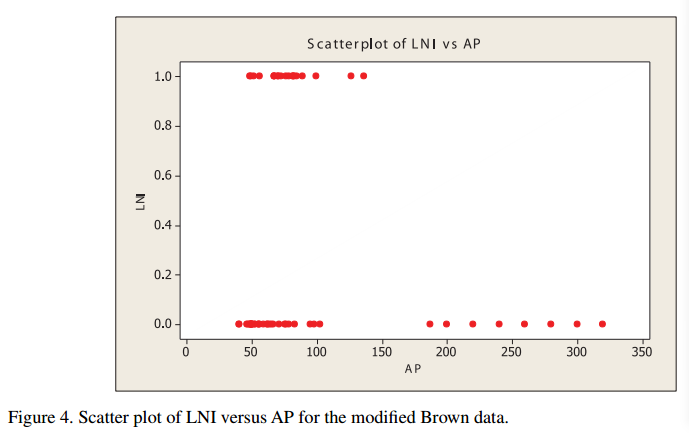 Scatterplot of LNI vs AP
1.0
0.8
0.6
0.4
0.2
0.0
LNI
0 50 100 150 200 250 300 350
AP
Figure 4. Scatter plot of LNI versus AP for the modified Brown data.